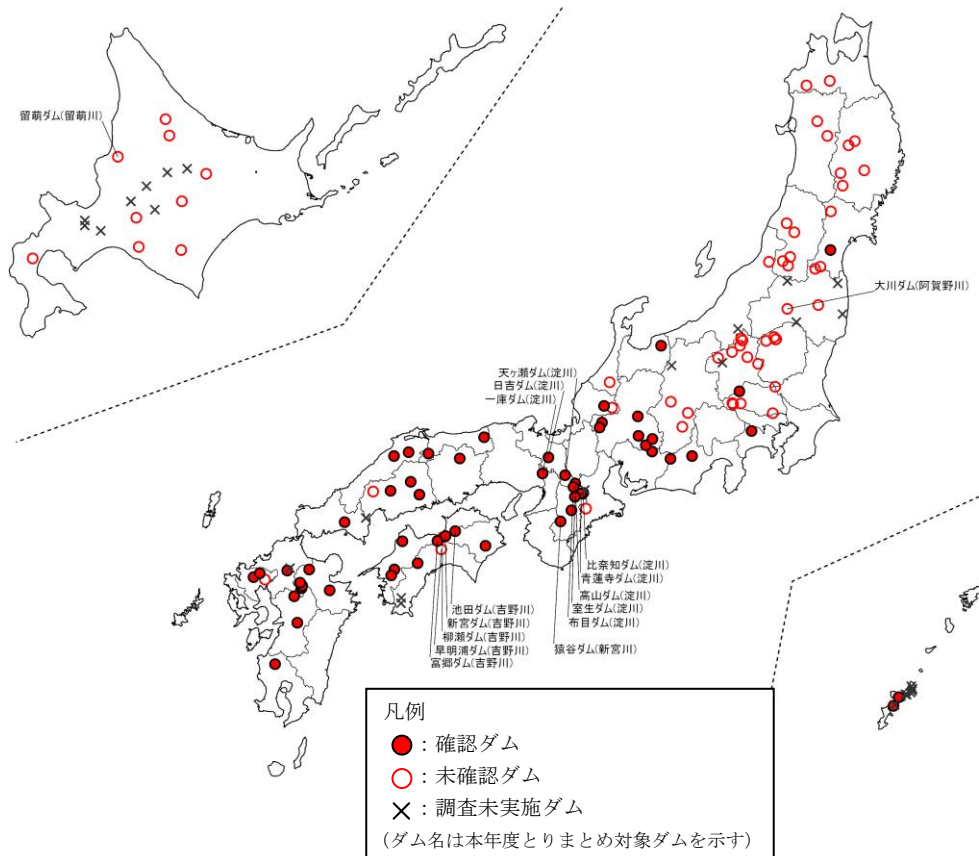 留萌ダム(留萌川)
大川ダム(阿賀野川)
天ヶ瀬ダム(淀川)
日吉ダム(淀川)
一庫ダム(淀川)
比奈知ダム(淀川)
青蓮寺ダム(淀川)
高山ダム(淀川)
室生ダム(淀川)
布目ダム(淀川)
猿谷ダム(新宮川)
池田ダム(吉野川)
新宮ダム(吉野川)
柳瀬ダム(吉野川)
早明浦ダム(吉野川)
富郷ダム(吉野川)
凡例
:確認ダム
:未確認ダム
:調査未実施ダム
(ダム名は本年度とりまとめ対象ダムを示す)